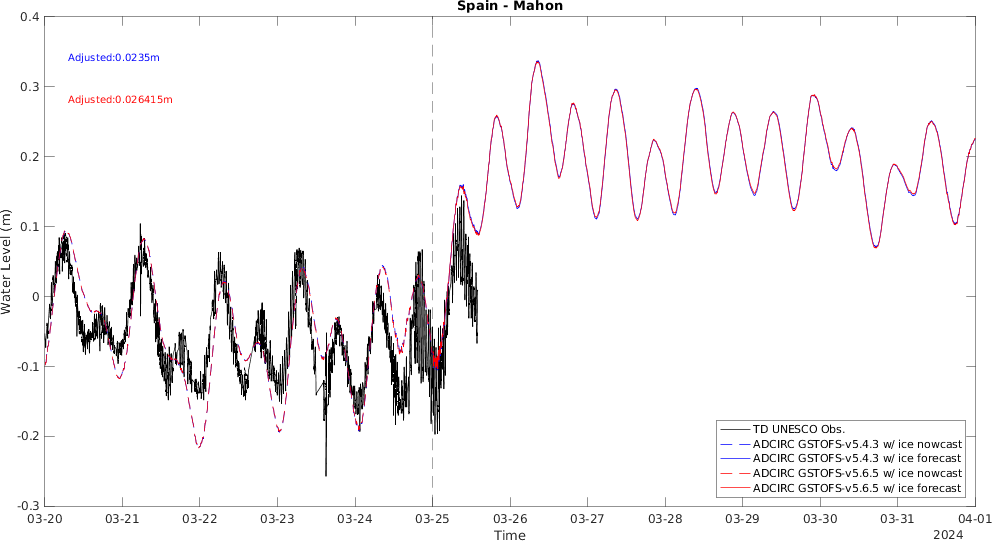 Spain - Mahon
0.4
0.3
0.2
0.1
0
-0.1
-0.2
-0.3
Water Level (m)
Adjusted:0.0235m
Adjusted:0.026415m
TD UNESCO Obs.
ADCIRC GSTOFS-v5.4.3 w/ ice nowcast
ADCIRC GSTOFS-v5.4.3 w/ ice forecast
ADCIRC GSTOFS-v5.6.5 w/ ice nowcast
ADCIRC GSTOFS-v5.6.5 w/ ice forecast
03-20 03-21 03-22 03-23 03-24 03-25 03-26 03-27 03-28 03-29 03-30 03-31 04-01
Time
2024